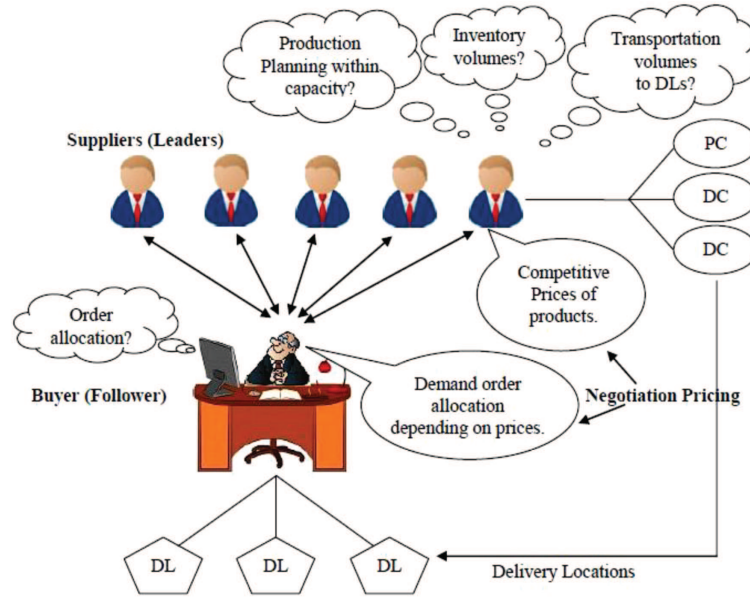 Production
Planning within
capacity?
Inventory
volumes?
Transportation
volumes
to DLs?
Suppliers (Leaders)
PC
DC
DC
Competitive
Prices of
products.
Order
allocation?
Buyer (Follower)
Demand order
allocation
depending on prices.
Negotiation Pricing
DL
DL
DL
Delivery Locations